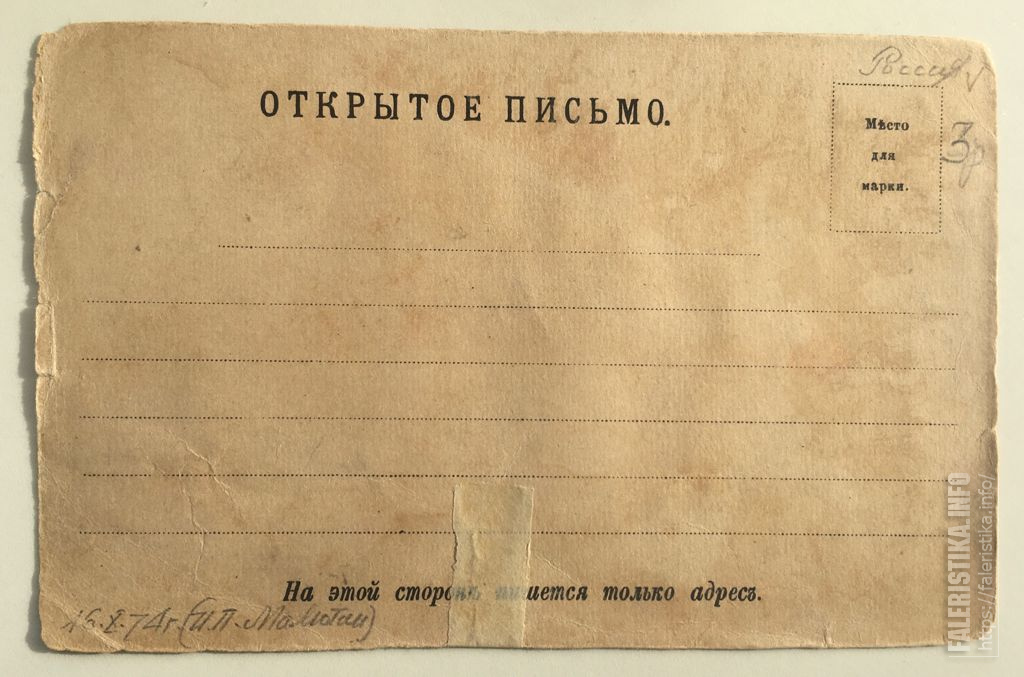 Россия
ОТКРЫТОЕ ПИСЬМО.
Мѣсто
для
марки.
3р
На этой сторонѣ пишется только адресъ.
15.X.74г. (И.П. Малютин)
FALERISTIKA.INFO
https://faleristika.info/